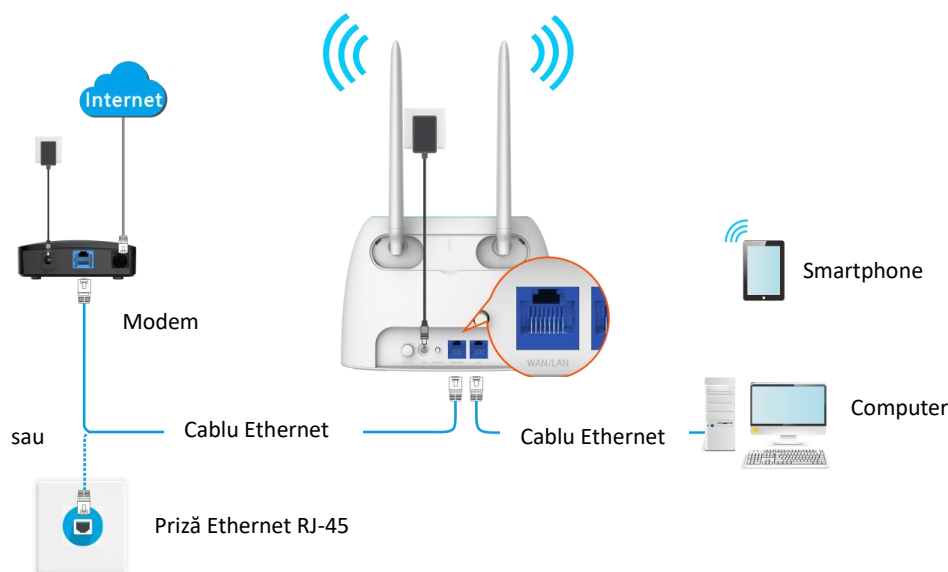 Internet
Smartphone
Modem
WAN/LAN
Computer
sau
Cablu Ethernet
Cablu Ethernet
Priză Ethernet RJ-45